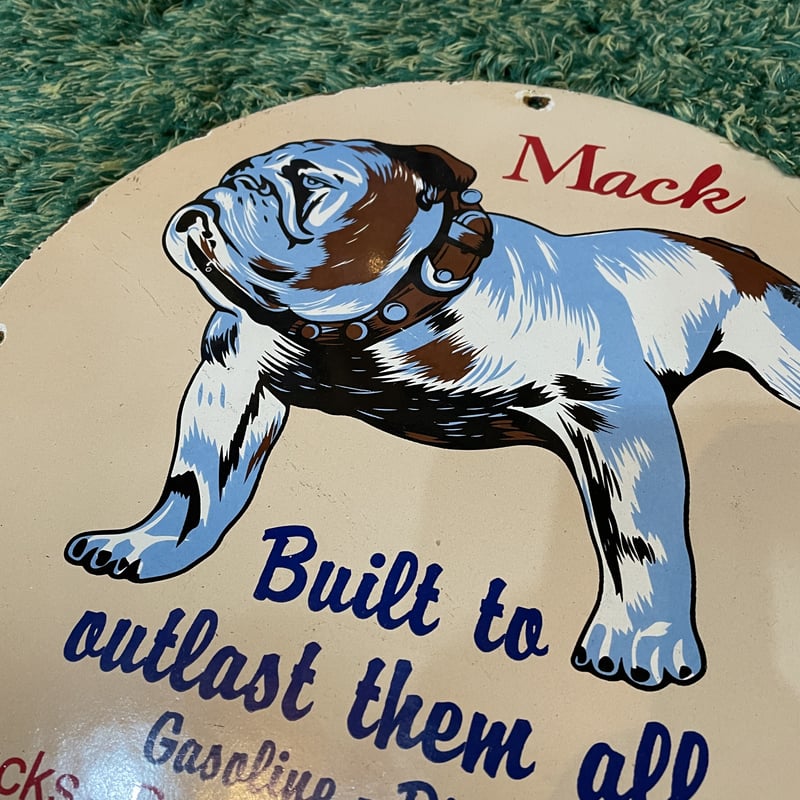 Mack
Built to
outlast them all
Gasoline